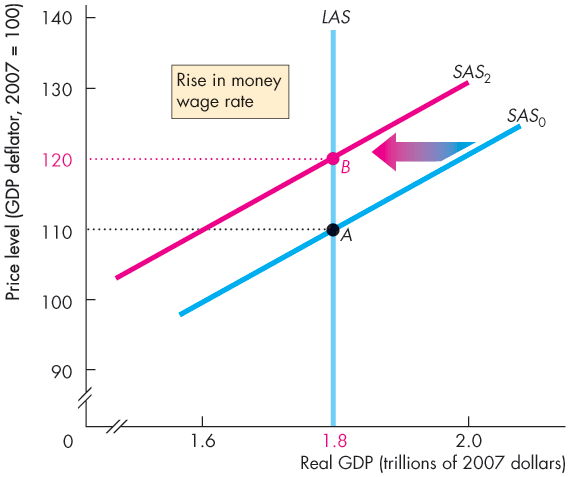 LAS
140
Rise in money
wage rate
SAS₂
130
SAS₀
120
B
110
A
100
90
0
1.6
1.8
2.0
Price level (GDP deflator, 2007 = 100)
Real GDP (trillions of 2007 dollars)